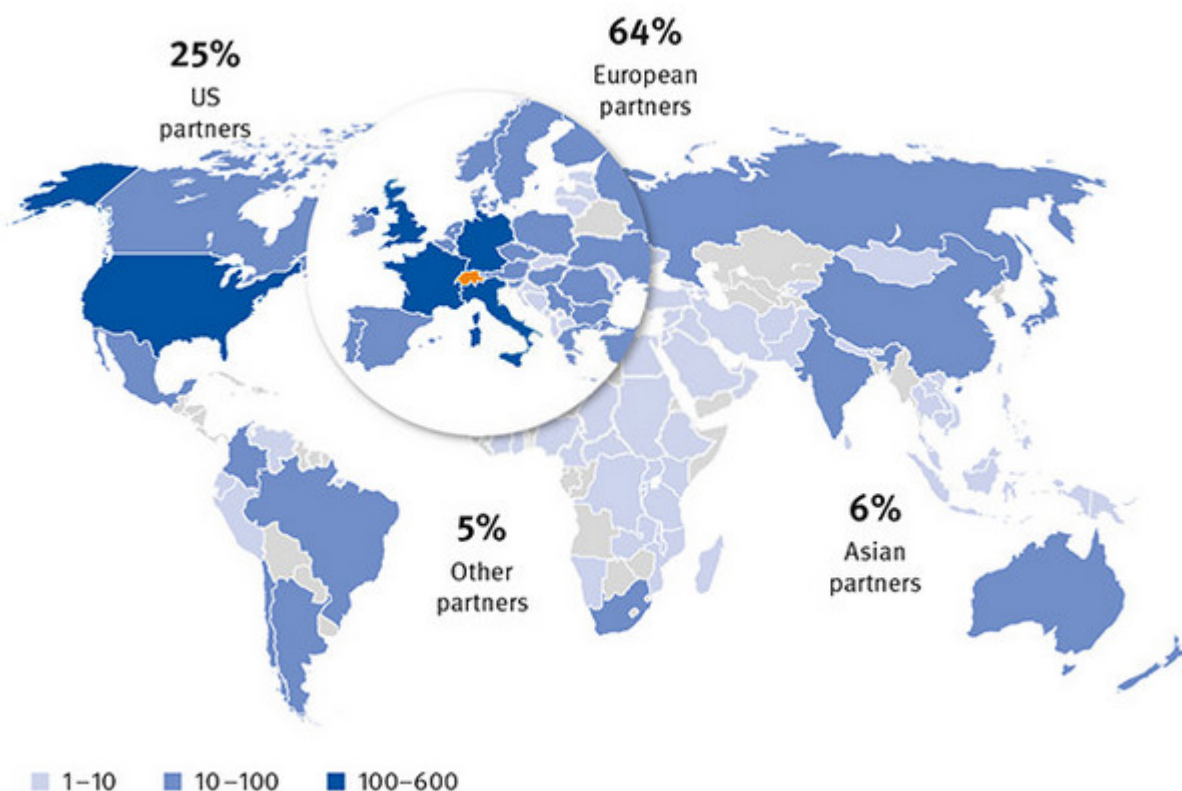 25%
US
partners
64%
European
partners
5%
Other
partners
6%
Asian
partners
1–10
10–100
100–600